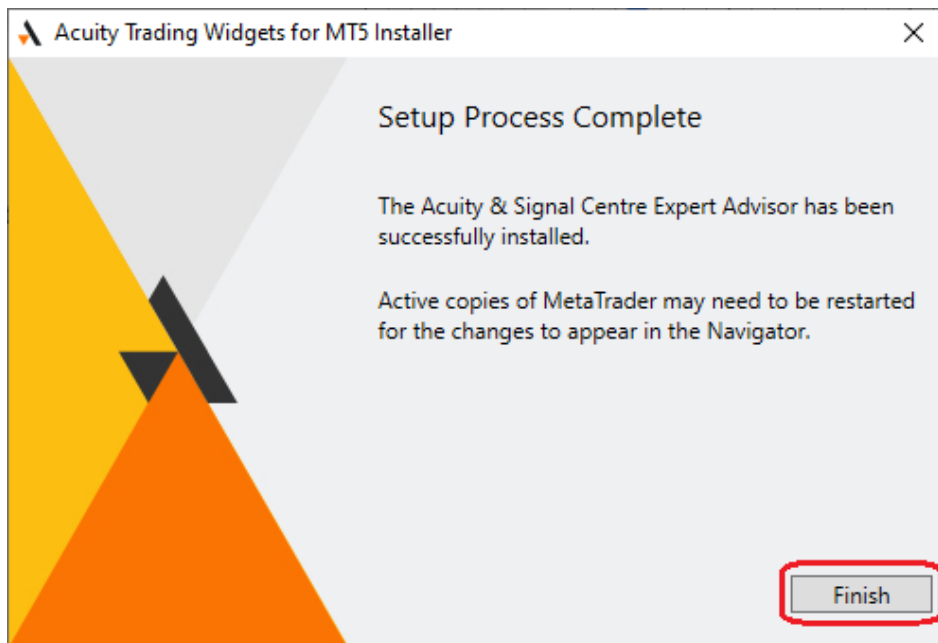 Acuity Trading Widgets for MT5 Installer
Setup Process Complete
The Acuity & Signal Centre Expert Advisor has been
successfully installed.
Active copies of MetaTrader may need to be restarted
for the changes to appear in the Navigator.
Finish